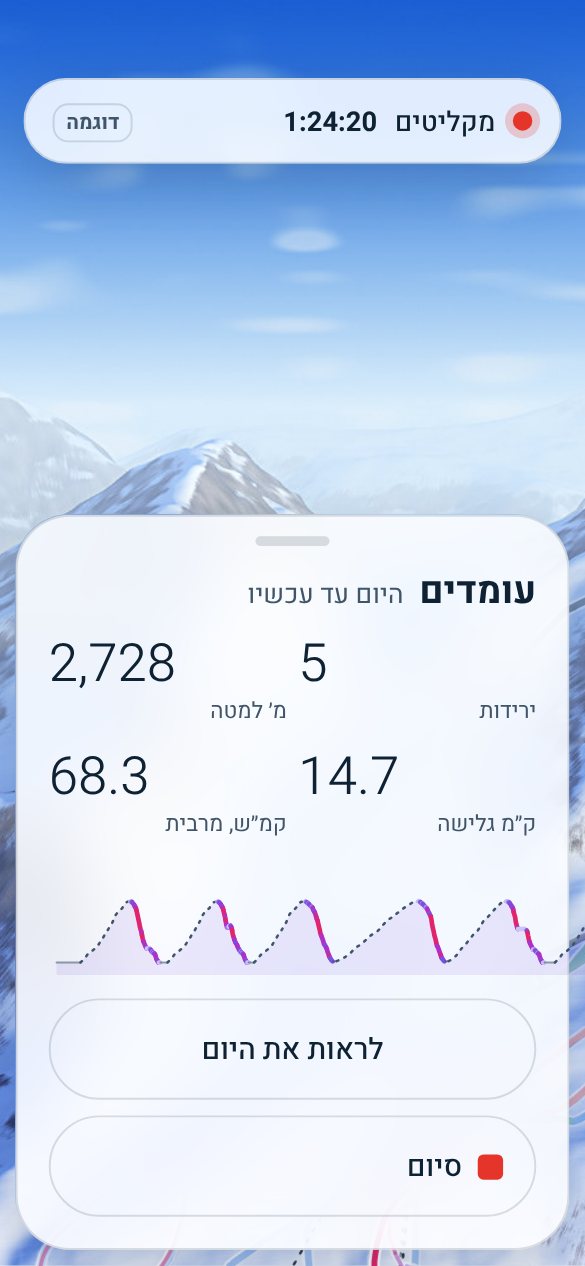 מקליטים 1:24:20 דוגמה
עומדים היום עד עכשיו
5 2,728
ירידות מ׳ למטה
14.7 68.3
ק״מ גלישה קמ״ש, מרבית
לראות את היום
סיום